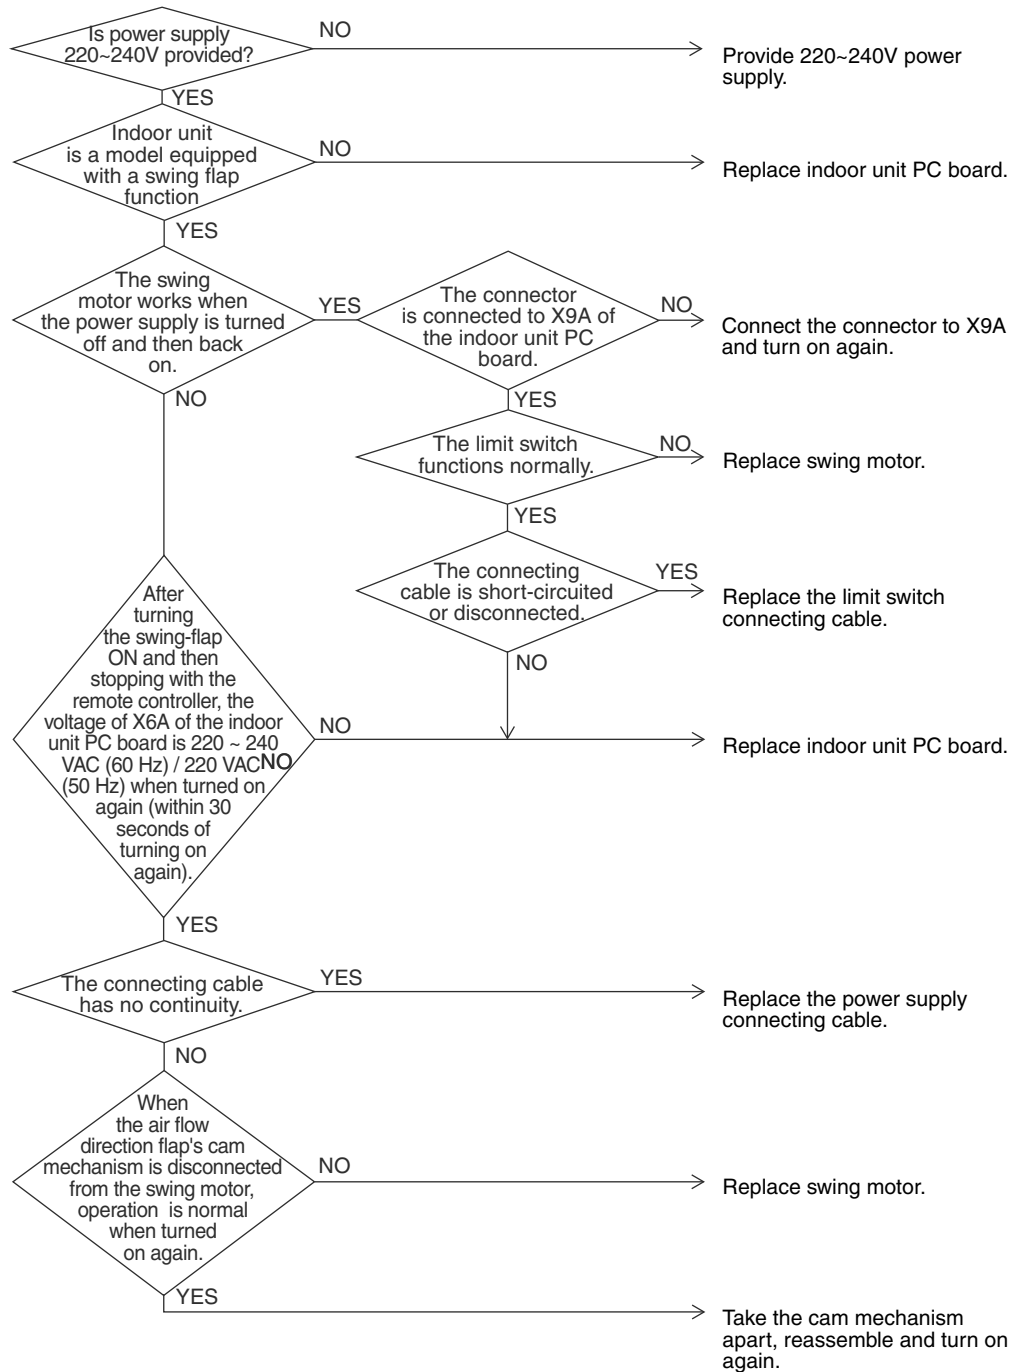 Is power supply
220~240V provided?
NO
Provide 220~240V power
supply.
YES
Indoor unit
is a model equipped
with a swing flap
function
NO
Replace indoor unit PC board.
YES
The swing
motor works when
the power supply is turned
off and then back
on.
YES
The connector
is connected to X9A of
the indoor unit PC
board.
NO
Connect the connector to X9A
and turn on again.
NO
YES
The limit switch
functions normally.
NO
Replace swing motor.
YES
The connecting
cable is short-circuited
or disconnected.
YES
Replace the limit switch
connecting cable.
NO
After
turning
the swing-flap
ON and then
stopping with the
remote controller, the
voltage of X6A of the indoor
unit PC board is 220 ~ 240
VAC (60 Hz) / 220 VACNO
(50 Hz) when turned on
again (within 30
seconds of
turning on
again).
NO
Replace indoor unit PC board.
YES
The connecting cable
has no continuity.
YES
Replace the power supply
connecting cable.
NO
When
the air flow
direction flap's cam
mechanism is disconnected
from the swing motor,
operation is normal
when turned
on again.
NO
Replace swing motor.
YES
Take the cam mechanism
apart, reassemble and turn on
again.